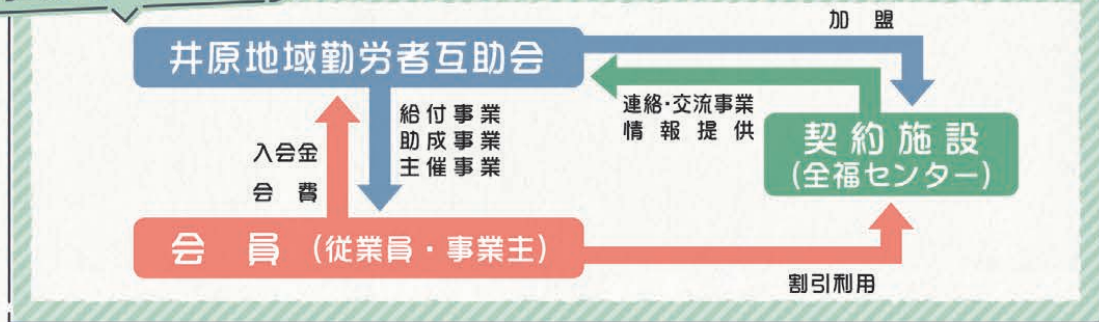 加盟
井原地域勤労者互助会
連絡・交流事業
情報提供
給付事業
助成事業
主催事業
入会金
会費
契約施設
(全福センター)
会員(従業員・事業主)
割引利用